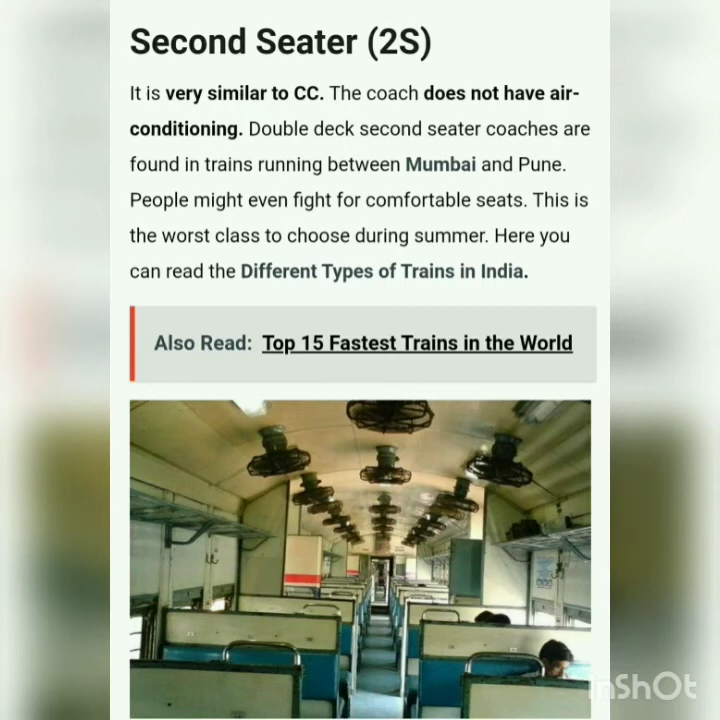 Second Seater (2S)
It is very similar to CC. The coach does not have air-
conditioning. Double deck second seater coaches are
found in trains running between Mumbai and Pune.
People might even fight for comfortable seats. This is
the worst class to choose during summer. Here you
can read the Different Types of Trains in India.
Also Read: Top 15 Fastest Trains in the World
InShOt